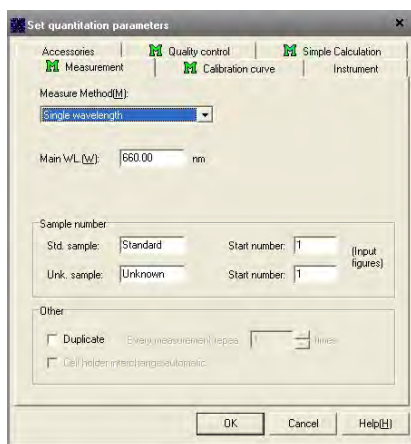 Set quantitation parameters
Accessories M Quality control M Simple Calculation
M Measurement M Calibration curve Instrument
Measure Method(M):
Single wavelength
Main WL.(W): 660.00 nm
Sample number
Std. sample: Standard Start number: 1 (Input
Unk. sample: Unknown Start number: 1 figures)
Other
Duplicate Every measurement repea 1 times
Cell holder interchange automatic
OK Cancel Help(H)